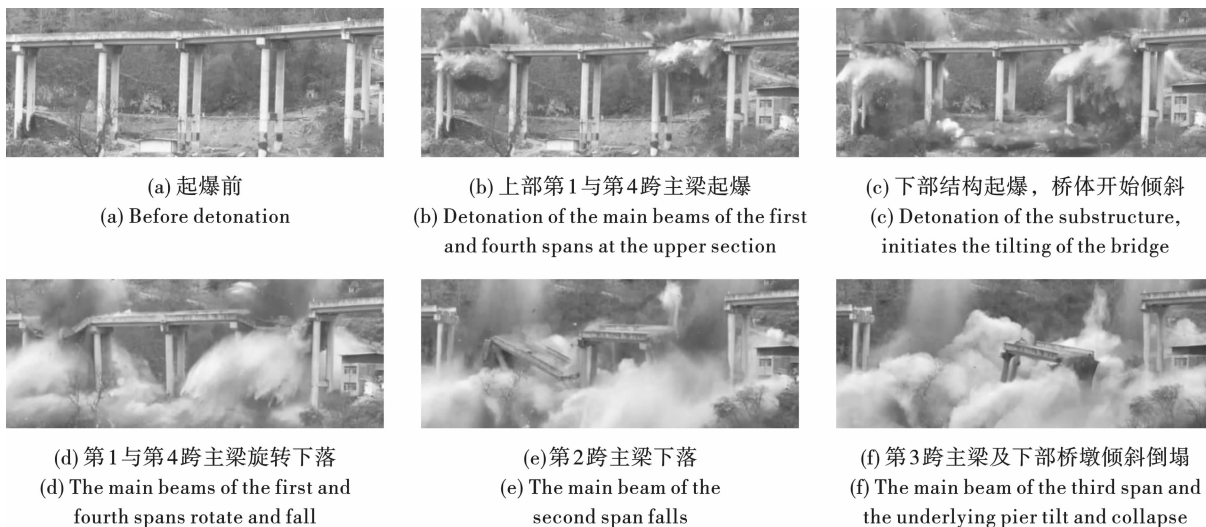 (a) 起爆前
(a) Before detonation
(b) 上部第1与第4跨主梁起爆
(b) Detonation of the main beams of the first
and fourth spans at the upper section
(c) 下部结构起爆，桥体开始倾斜
(c) Detonation of the substructure,
initiates the tilting of the bridge
(d) 第1与第4跨主梁旋转下落
(d) The main beams of the first and
fourth spans rotate and fall
(e)第2跨主梁下落
(e) The main beam of the
second span falls
(f) 第3跨主梁及下部桥墩倾斜倒塌
(f) The main beam of the third span and
the underlying pier tilt and collapse